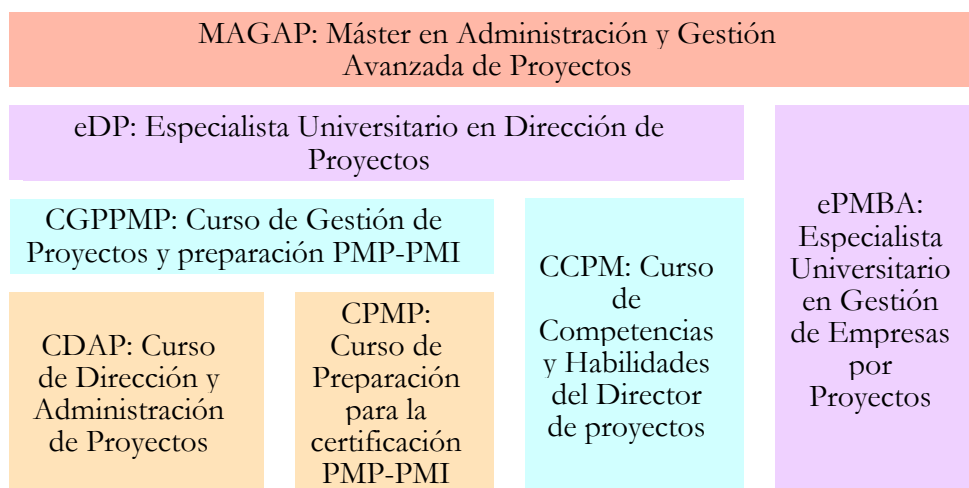 MAGAP: Máster en Administración y Gestión
Avanzada de Proyectos
eDP: Especialista Universitario en Dirección de
Proyectos
CGPPMP: Curso de Gestión de
Proyectos y preparación PMP-PMI
CDAP: Curso
de Dirección y
Administración
de Proyectos
CPMP:
Curso de
Preparación
para la
certificación
PMP-PMI
CCPM: Curso
de
Competencias
y Habilidades
del Director
de proyectos
ePMBA:
Especialista
Universitario
en Gestión
de Empresas
por
Proyectos